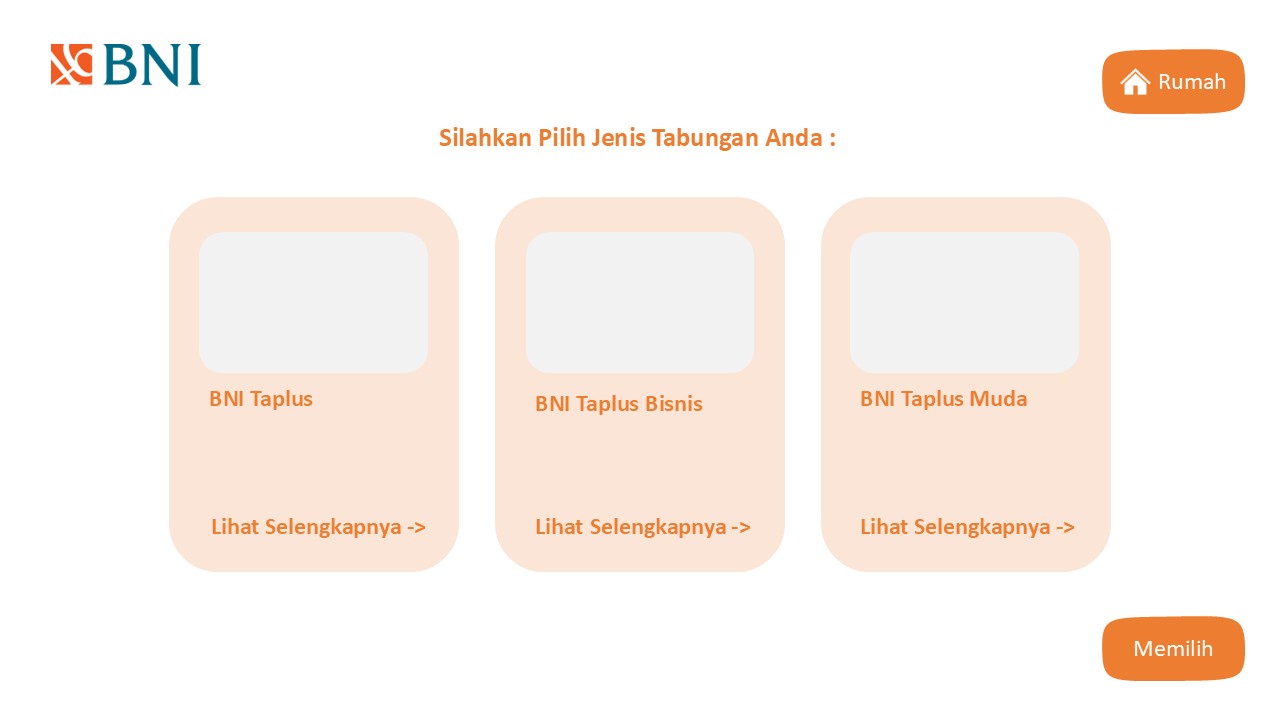 BNI
Rumah
Silahkan Pilih Jenis Tabungan Anda :
BNI Taplus
BNI Taplus Bisnis
BNI Taplus Muda
Lihat Selengkapnya ->
Lihat Selengkapnya ->
Lihat Selengkapnya ->
Memilih